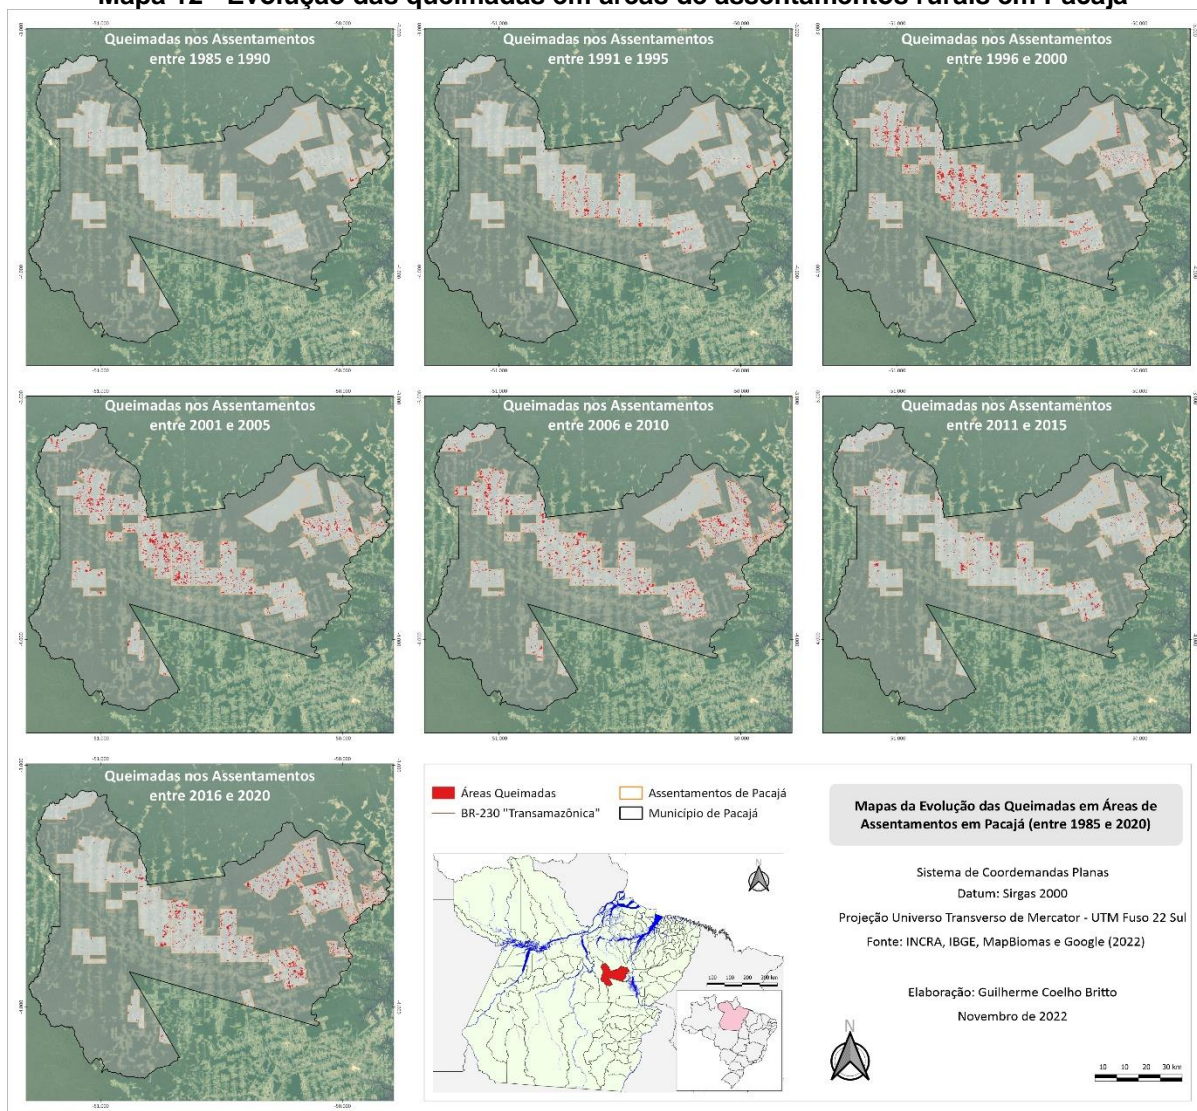 Mapa 12 - Evolução das queimadas em áreas de assentamentos rurais em Pacajá
Queimadas nos Assentamentos
entre 1985 e 1990
Queimadas nos Assentamentos
entre 1991 e 1995
Queimadas nos Assentamentos
entre 1996 e 2000
Queimadas nos Assentamentos
entre 2001 e 2005
Queimadas nos Assentamentos
entre 2006 e 2010
Queimadas nos Assentamentos
entre 2011 e 2015
Queimadas nos Assentamentos
entre 2016 e 2020
Áreas Queimadas
Assentamentos de Pacajá
BR-230 "Transamazônica"
Município de Pacajá
N
Mapas da Evolução das Queimadas em Áreas de
Assentamentos em Pacajá (entre 1985 e 2020)
Sistema de Coordemandas Planas
Datum: Sirgas 2000
Projeção Universo Transverso de Mercator - UTM Fuso 22 Sul
Fonte: INCRA, IBGE, MapBiomas e Google (2022)
Elaboração: Guilherme Coelho Britto
Novembro de 2022
N
10 10 20 30 km